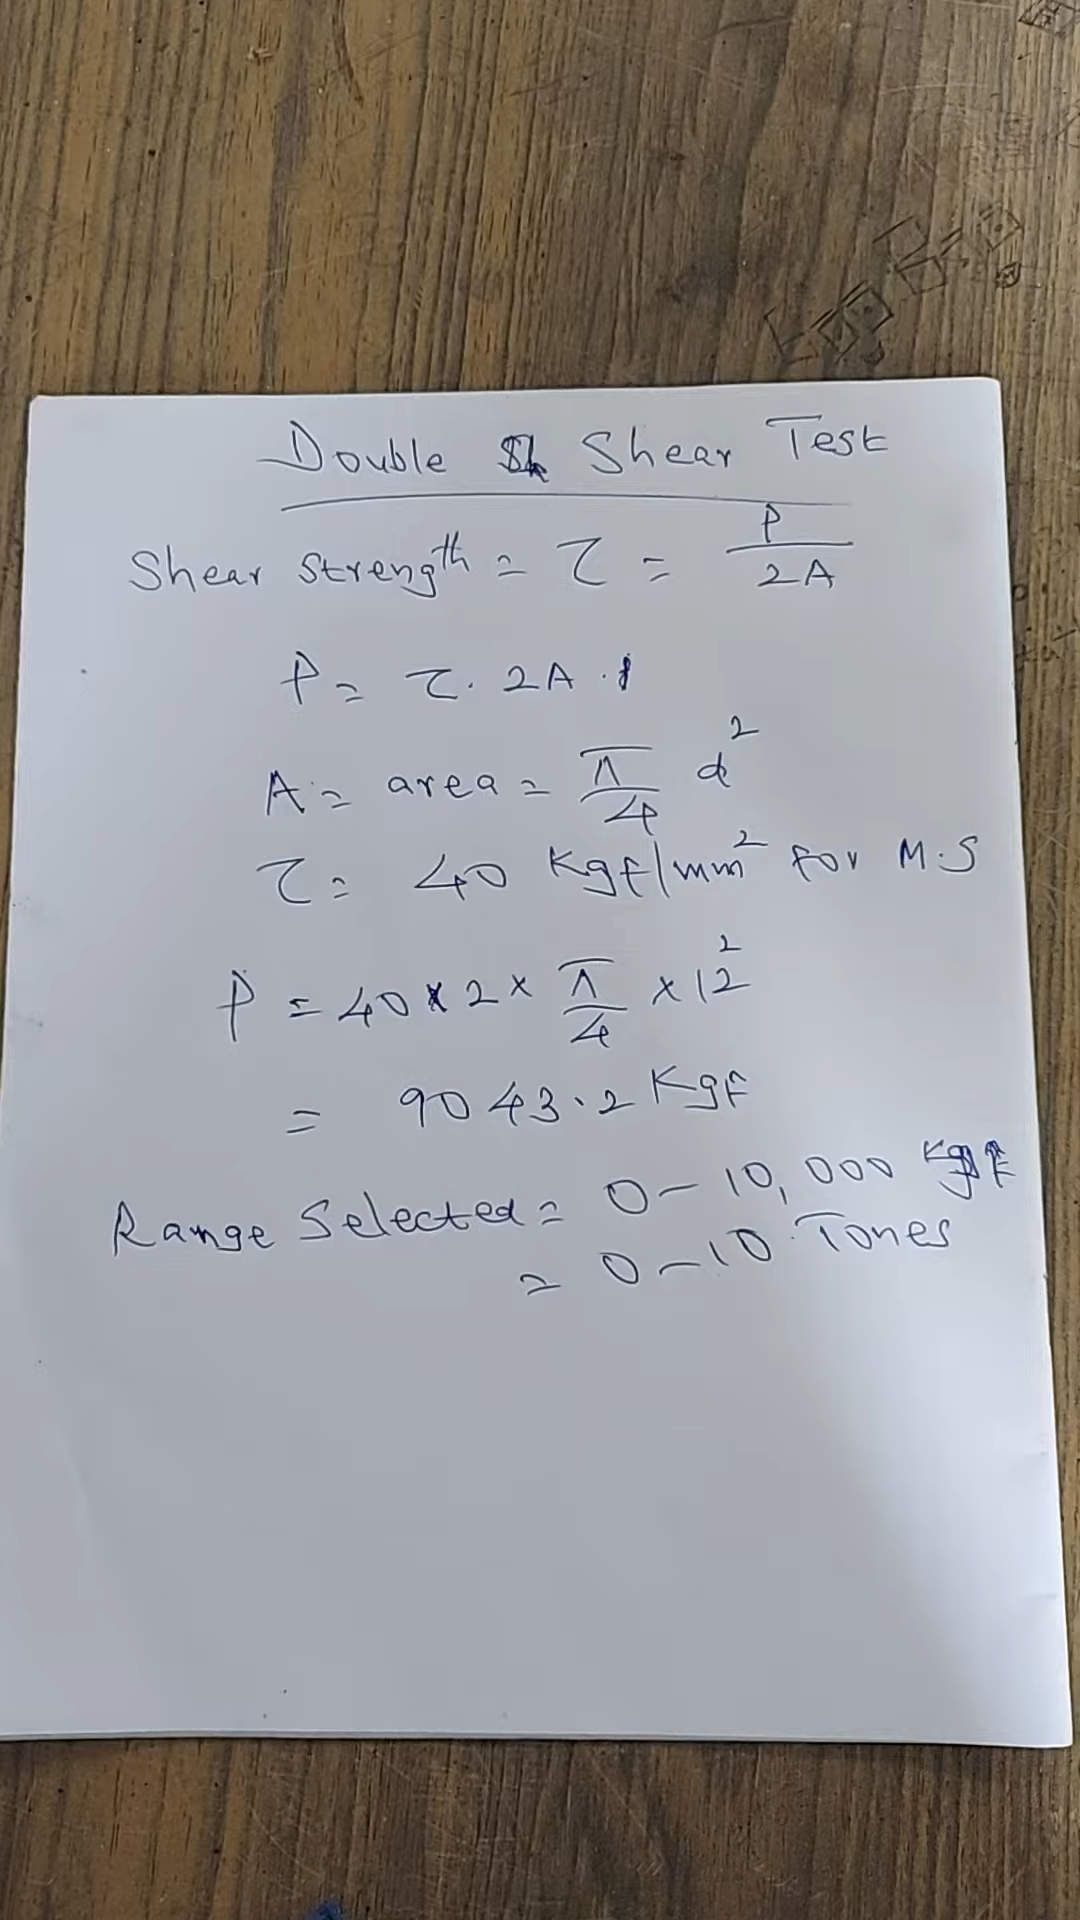 Double Shear Test
Shear Strength = τ = P/2A
P = τ. 2A.
A = area = π/4 d²
τ = 40 Kgf/mm² for M.S
P = 40 x 2 x π/4 x 12²
= 9043.2 Kgf
Range Selected = 0 - 10,000 Kgf
= 0 - 10 Tones